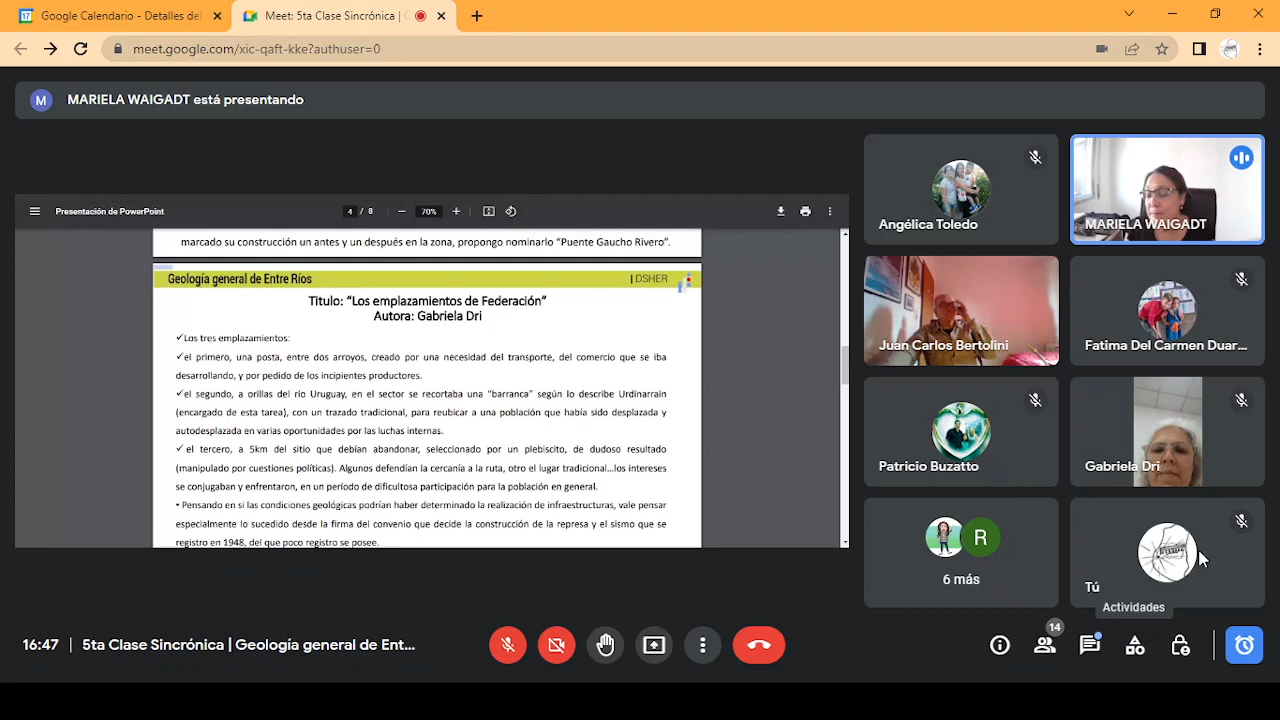 Google Calendario - Detalles del
Meet: 5ta Clase Sincrónica | G
meet.google.com/xic-qaft-kke?authuser=0
M
MARIELA WAIGADT está presentando
Presentación de PowerPoint
4 / 8
70%
marcado su construcción un antes y un después en la zona, propongo nominarlo “Puente Gaucho Rivero”.
Geología general de Entre Ríos
| DSHER
Título: “Los emplazamientos de Federación”
Autora: Gabriela Dri
✓Los tres emplazamientos:
✓el primero, una posta, entre dos arroyos, creado por una necesidad del transporte, del comercio que se iba
desarrollando, y por pedido de los incipientes productores.
✓el segundo, a orillas del río Uruguay, en el sector se recortaba una “barranca” según lo describe Urdinarrain
(encargado de esta tarea), con un trazado tradicional, para reubicar a una población que había sido desplazada y
autodesplazada en varias oportunidades por las luchas internas.
✓ el tercero, a 5km del sitio que debían abandonar, seleccionado por un plebiscito, de dudoso resultado
(manipulado por cuestiones políticas). Algunos defendían la cercanía a la ruta, otro el lugar tradicional...los intereses
se conjugaban y enfrentaron, en un período de dificultosa participación para la población en general.
• Pensando en si las condiciones geológicas podrían haber determinado la realización de infraestructuras, vale pensar
especialmente lo sucedido desde la firma del convenio que decide la construcción de la represa y el sismo que se
registro en 1948, del que poco registro se posee.
Angélica Toledo
MARIELA WAIGADT
Juan Carlos Bertolini
Fatima Del Carmen Duar...
Patricio Buzatto
Gabriela Dri
R
6 más
Tú
Actividades
16:47 | 5ta Clase Sincrónica | Geología general de Ent...
14